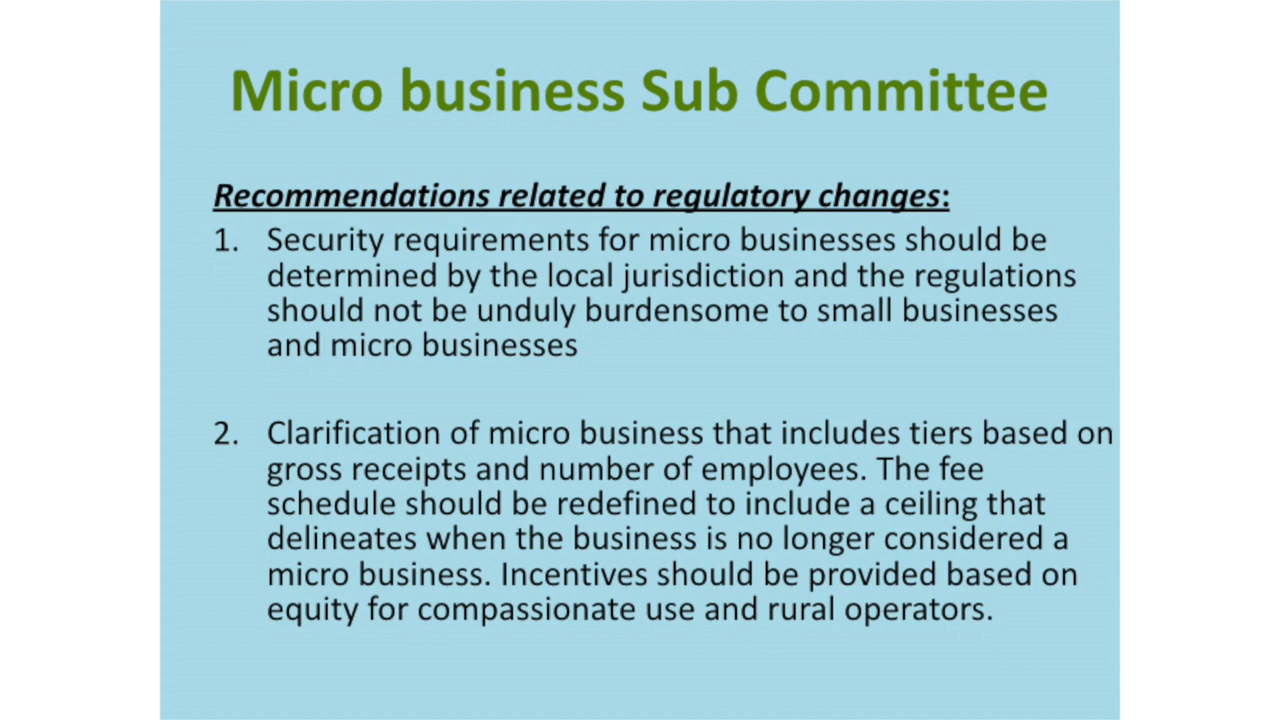 Micro business Sub Committee
Recommendations related to regulatory changes:
1. Security requirements for micro businesses should be
determined by the local jurisdiction and the regulations
should not be unduly burdensome to small businesses
and micro businesses
2. Clarification of micro business that includes tiers based on
gross receipts and number of employees. The fee
schedule should be redefined to include a ceiling that
delineates when the business is no longer considered a
micro business. Incentives should be provided based on
equity for compassionate use and rural operators.